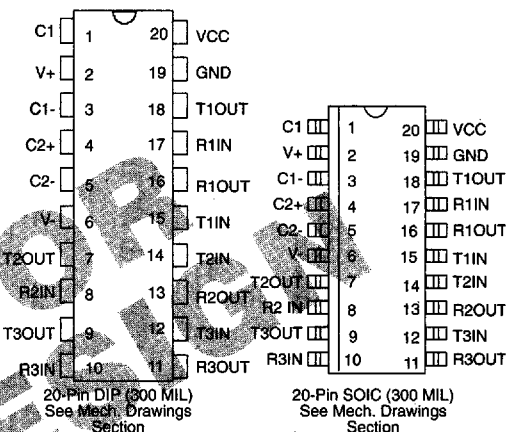 C1 1 20 VCC
V+ 2 19 GND
C1- 3 18 T1OUT
C2+ 4 17 R1IN
C2- 5 16 R1OUT
V- 6 15 T1IN
T2OUT 7 14 T2IN
R2IN 8 13 R2OUT
T3OUT 9 12 T3IN
R3IN 10 11 R3OUT
20-Pin DIP (300 MIL)
See Mech. Drawings
Section
C1 1 20 VCC
V+ 2 19 GND
C1- 3 18 T1OUT
C2+ 4 17 R1IN
C2- 5 16 R1OUT
V- 6 15 T1IN
T2OUT 7 14 T2IN
R2 IN 8 13 R2OUT
T3OUT 9 12 T3IN
R3IN 10 11 R3OUT
20-Pin SOIC (300 MIL)
See Mech. Drawings
Section
OR
ESIGN